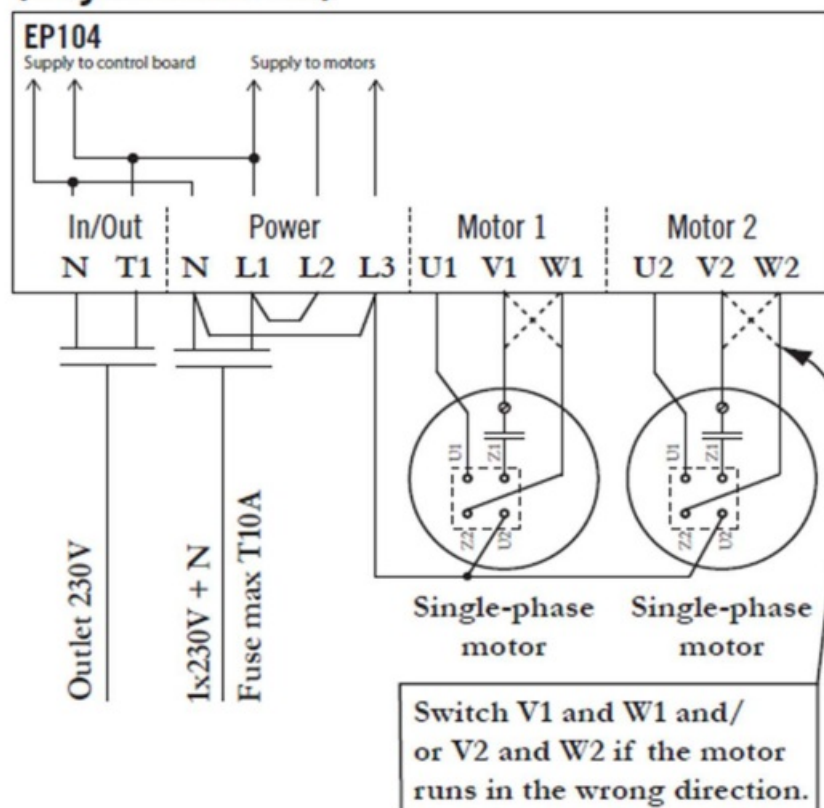 EP104
Supply to control board Supply to motors
In/Out Power Motor 1 Motor 2
N T1 N L1 L2 L3 U1 V1 W1 U2 V2 W2
U1 Z1
Z2 U2
U1 Z1
Z2 U2
Outlet 230V
1x230V + N
Fuse max T10A
Single-phase
motor
Single-phase
motor
Switch V1 and W1 and/
or V2 and W2 if the motor
runs in the wrong direction.